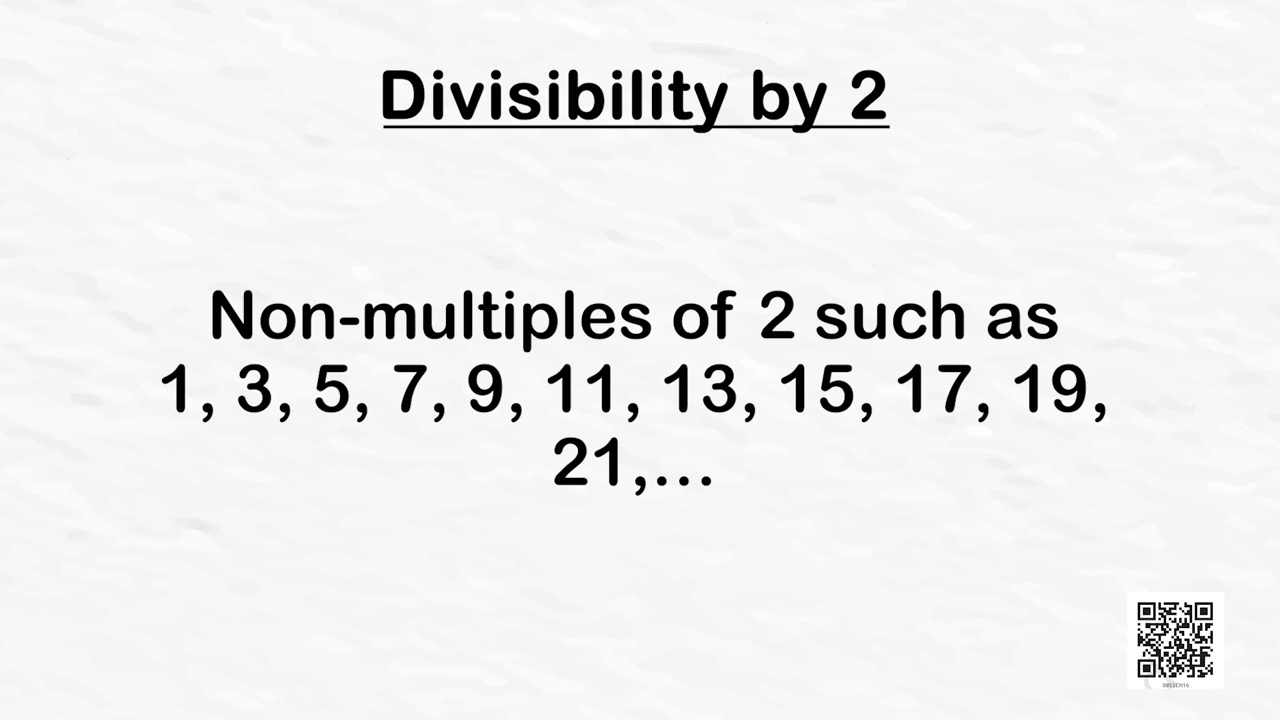 Divisibility by 2
Non-multiples of 2 such as
1, 3, 5, 7, 9, 11, 13, 15, 17, 19,
21,...
0852CH16